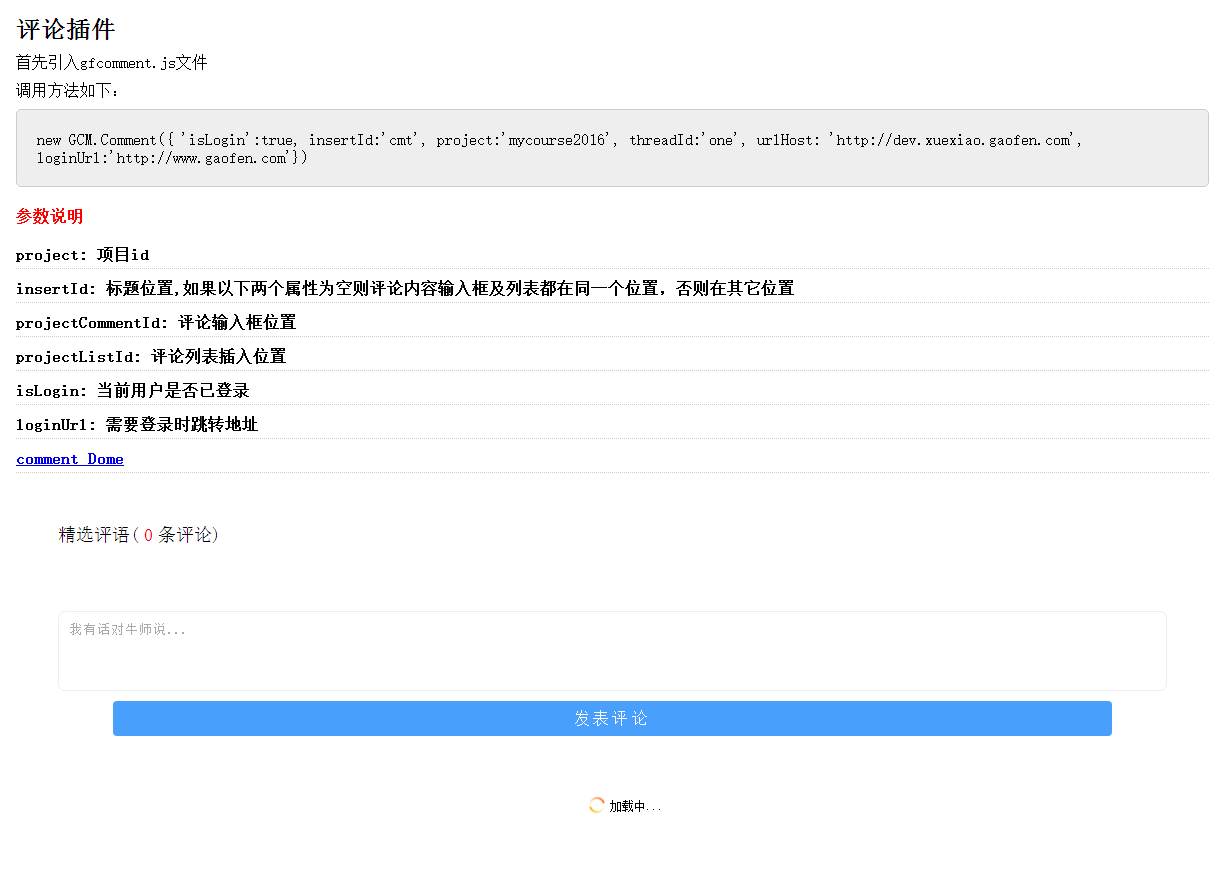 评论插件
首先引入gfcomment.js文件
调用方法如下:
new GCM.Comment({ 'isLogin':true, insertId:'cmt', project:'mycourse2016', threadId:'one', urlHost: 'http://dev.xuexiao.gaofen.com',
loginUrl:'http://www.gaofen.com'})
参数说明
project: 项目id
insertId: 标题位置,如果以下两个属性为空则评论内容输入框及列表都在同一个位置，否则在其它位置
projectCommentId: 评论输入框位置
projectListId: 评论列表插入位置
isLogin: 当前用户是否已登录
loginUrl: 需要登录时跳转地址
comment Dome
精选评语( 0 条评论)
我有话对牛师说...
发表评论
加载中...